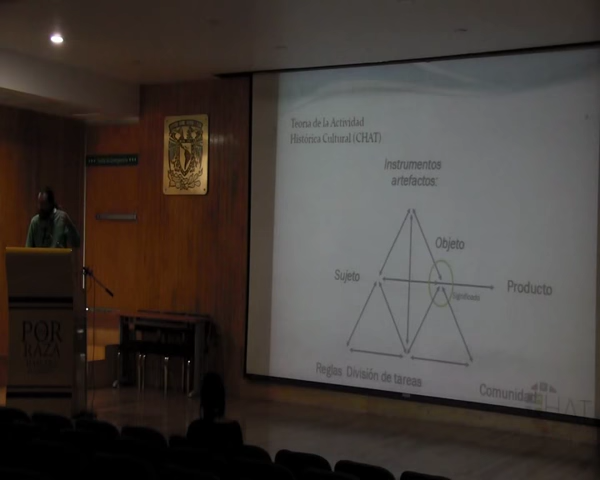 Teoría de la Actividad
Histórica Cultural (CHAT)
Instrumentos
artefactos:
Objeto
Sujeto
Significado
Producto
Reglas
División de tareas
Comunidad
CHAT
POR
RAZA